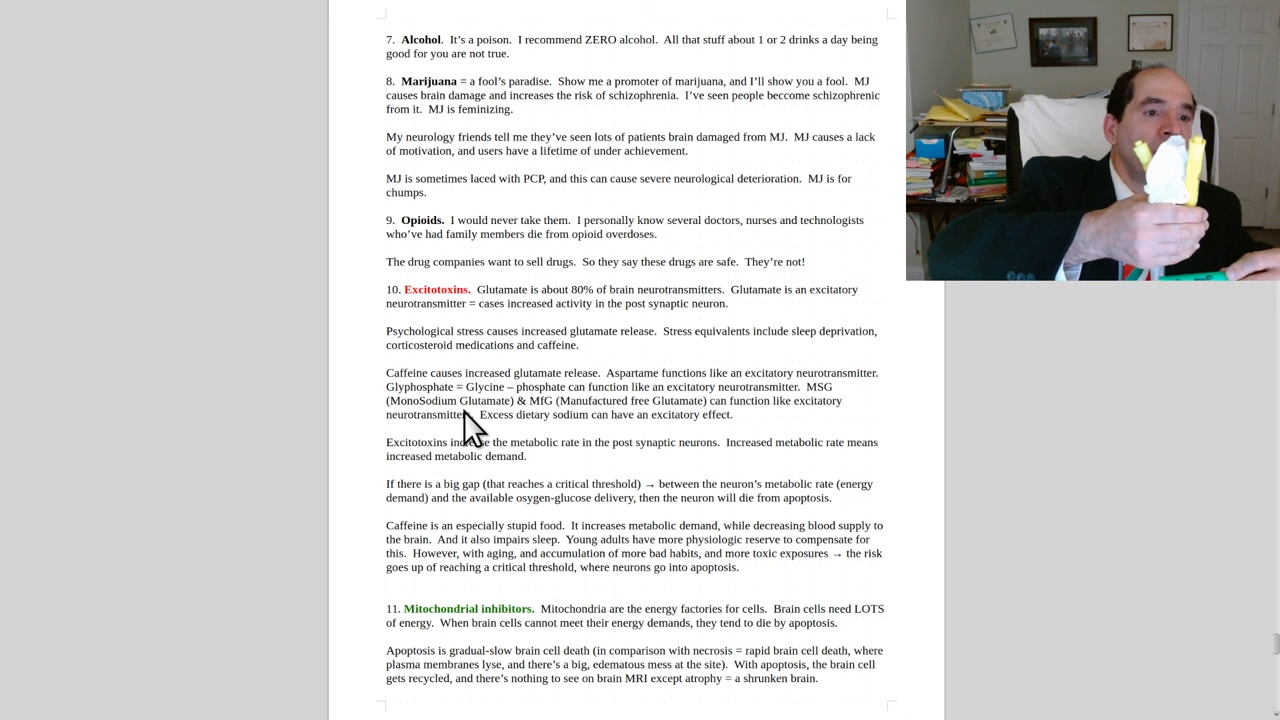 7.  Alcohol.  It's a poison.  I recommend ZERO alcohol.  All that stuff about 1 or 2 drinks a day being
good for you are not true.
8.  Marijuana = a fool's paradise.  Show me a promoter of marijuana, and I'll show you a fool.  MJ
causes brain damage and increases the risk of schizophrenia.  I've seen people beccome schizophrenic
from it.  MJ is feminizing.
My neurology friends tell me they've seen lots of patients brain damaged from MJ.  MJ causes a lack
of motivation, and users have a lifetime of under achievement.
MJ is sometimes laced with PCP, and this can cause severe neurological deterioration.  MJ is for
chumps.
9.  Opioids.  I would never take them.  I personally know several doctors, nurses and technologists
who've had family members die from opioid overdoses.
The drug companies want to sell drugs.  So they say these drugs are safe.  They're not!
10. Excitotoxins.  Glutamate is about 80% of brain neurotransmitters.  Glutamate is an excitatory
neurotransmitter = cases increased activity in the post synaptic neuron.
Psychological stress causes increased glutamate release.  Stress equivalents include sleep deprivation,
corticosteroid medications and caffeine.
Caffeine causes increased glutamate release.  Aspartame functions like an excitatory neurotransmitter.
Glyphosphate = Glycine – phosphate can function like an excitatory neurotransmitter.  MSG
(MonoSodium Glutamate) & MfG (Manufactured free Glutamate) can function like excitatory
Excess dietary sodium can have an excitatory effect.
Excitotoxins increase the metabolic rate in the post synaptic neurons.  Increased metabolic rate means
increased metabolic demand.
If there is a big gap (that reaches a critical threshold) → between the neuron's metabolic rate (energy
demand) and the available osygen-glucose delivery, then the neuron will die from apoptosis.
Caffeine is an especially stupid food.  It increases metabolic demand, while decreasing blood supply to
the brain.  And it also impairs sleep.  Young adults have more physiologic reserve to compensate for
this.  However, with aging, and accumulation of more bad habits, and more toxic exposures → the risk
goes up of reaching a critical threshold, where neurons go into apoptosis.
11. Mitochondrial inhibitors.  Mitochondria are the energy factories for cells.  Brain cells need LOTS
of energy.  When brain cells cannot meet their energy demands, they tend to die by apoptosis.
Apoptosis is gradual-slow brain cell death (in comparison with necrosis = rapid brain cell death, where
plasma membranes lyse, and there's a big, edematous mess at the site).  With apoptosis, the brain cell
gets recycled, and there's nothing to see on brain MRI except atrophy = a shrunken brain.